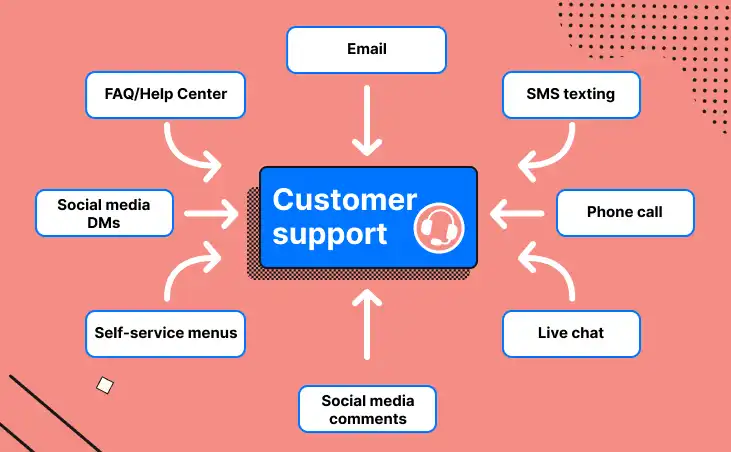 Email
FAQ/Help Center
SMS texting
Customer
support
Social media
DMs
Phone call
Self-service menus
Live chat
Social media
comments